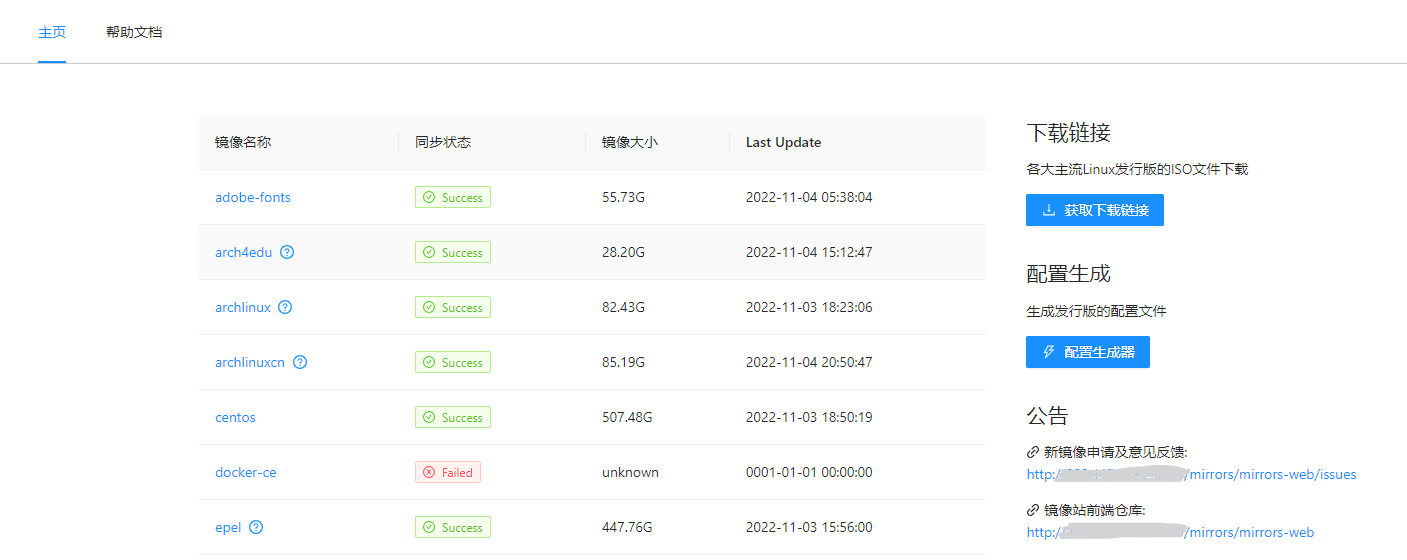 主页 帮助文档
镜像名称 同步状态 镜像大小 Last Update
adobe-fonts Success 55.73G 2022-11-04 05:38:04
arch4edu Success 28.20G 2022-11-04 15:12:47
archlinux Success 82.43G 2022-11-03 18:23:06
archlinuxcn Success 85.19G 2022-11-04 20:50:47
centos Success 507.48G 2022-11-03 18:50:19
docker-ce Failed unknown 0001-01-01 00:00:00
epel Success 447.76G 2022-11-03 15:56:00
下载链接
各大主流Linux发行版的ISO文件下载
获取下载链接
配置生成
生成发行版的配置文件
配置生成器
公告
新镜像申请及意见反馈:
http:/ /mirrors/mirrors-web/issues
镜像站前端仓库:
http:/ /mirrors/mirrors-web